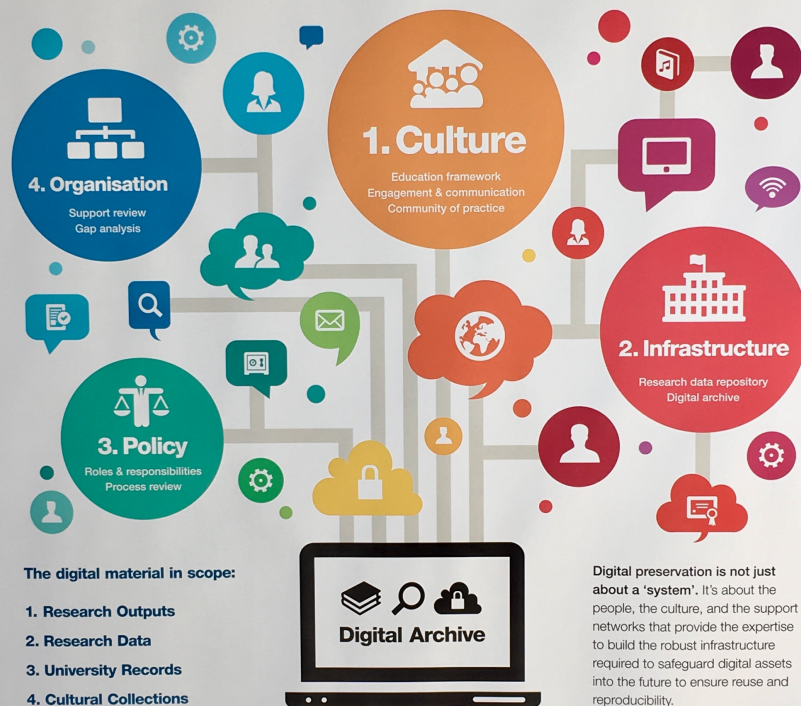 1. Culture
Education framework
Engagement & communication
Community of practice
4. Organisation
Support review
Gap analysis
2. Infrastructure
Research data repository
Digital archive
3. Policy
Roles & responsibilities
Process review
The digital material in scope:
1. Research Outputs
2. Research Data
3. University Records
4. Cultural Collections
Digital Archive
Digital preservation is not just
about a ‘system’. It’s about the
people, the culture, and the support
networks that provide the expertise
to build the robust infrastructure
required to safeguard digital assets
into the future to ensure reuse and
reproducibility.